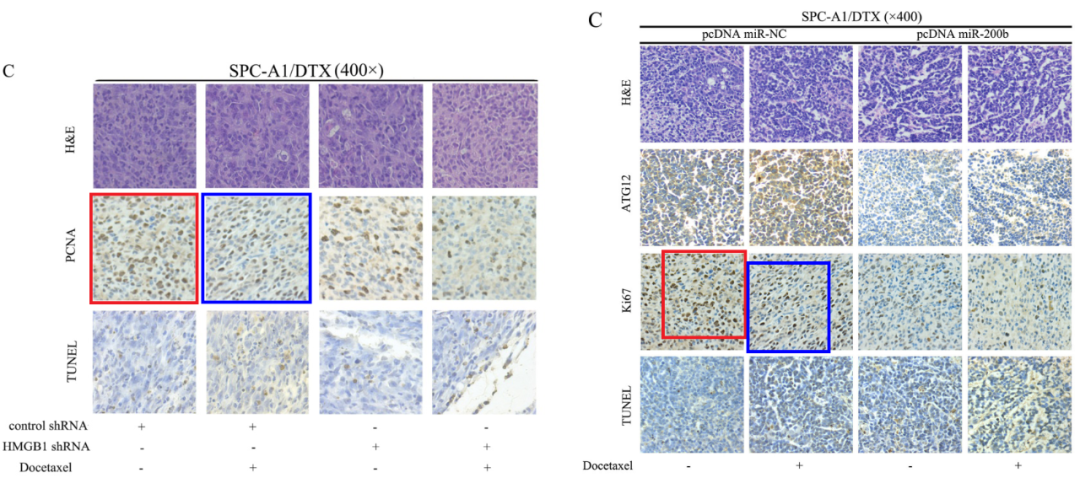 C
SPC-A1/DTX (400×)
H&E
PCNA
TUNEL
control shRNA + + - -
HMGB1 shRNA - - + +
Docetaxel - + - +
C
SPC-A1/DTX (×400)
pcDNA miR-NC pcDNA miR-200b
H&E
ATG12
Ki67
TUNEL
Docetaxel - + - +